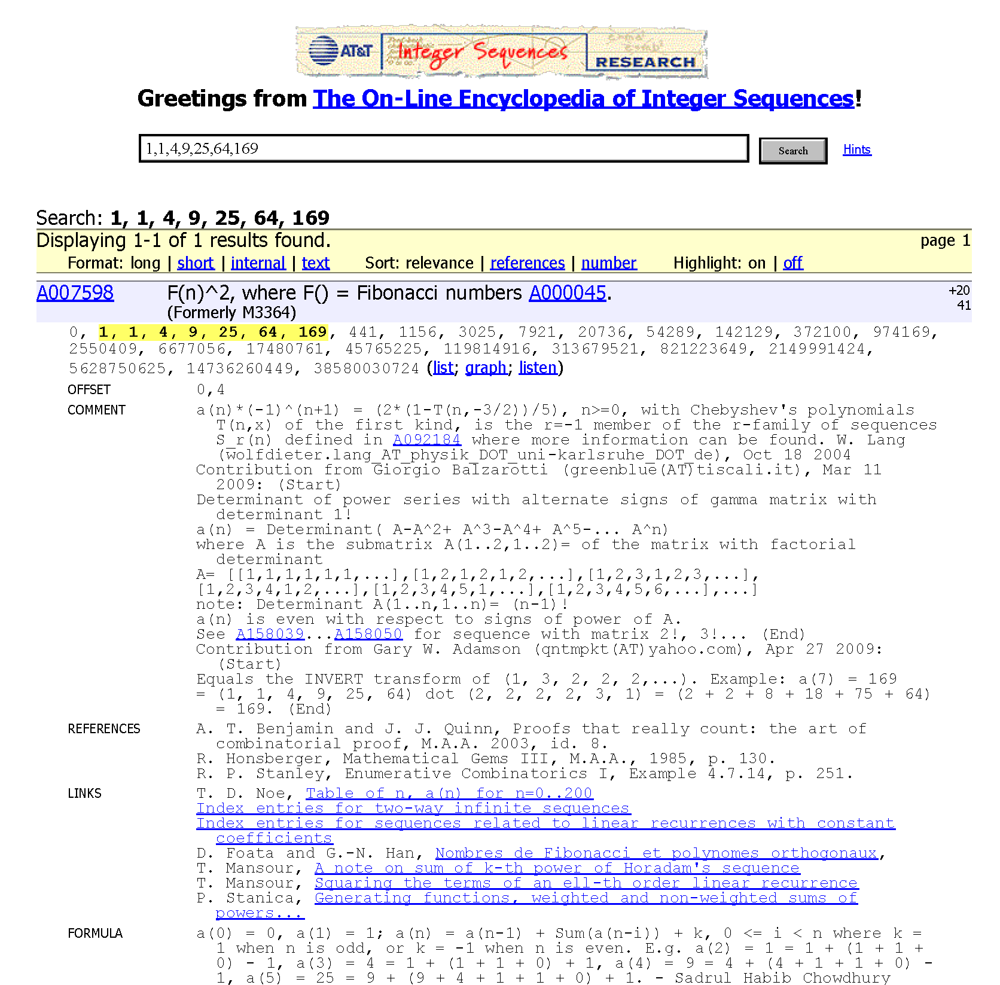 AT&T Integer Sequences RESEARCH
Greetings from The On-Line Encyclopedia of Integer Sequences!
1,1,4,9,25,64,169 Search Hints
Search: 1, 1, 4, 9, 25, 64, 169
Displaying 1-1 of 1 results found. page 1
Format: long | short | internal | text Sort: relevance | references | number Highlight: on | off
A007598 F(n)^2, where F() = Fibonacci numbers A000045. +20
(Formerly M3364) 41
0, 1, 1, 4, 9, 25, 64, 169, 441, 1156, 3025, 7921, 20736, 54289, 142129, 372100, 974169,
2550409, 6677056, 17480761, 45765225, 119814916, 313679521, 821223649, 2149991424,
5628750625, 14736260449, 38580030724 (list; graph; listen)
OFFSET 0,4
COMMENT a(n)*(-1)^(n+1) = (2*(1-T(n,-3/2))/5), n>=0, with Chebyshev's polynomials
T(n,x) of the first kind, is the r=-1 member of the r-family of sequences
S_r(n) defined in A092184 where more information can be found. W. Lang
(wolfdieter.lang_AT_physik_DOT_uni-karlsruhe_DOT_de), Oct 18 2004
Contribution from Giorgio Balzarotti (greenblue(AT)tiscali.it), Mar 11
2009: (Start)
Determinant of power series with alternate signs of gamma matrix with
determinant 1!
a(n) = Determinant( A-A^2+ A^3-A^4+ A^5-... A^n)
where A is the submatrix A(1..2,1..2)= of the matrix with factorial
determinant
A= [[1,1,1,1,1,1,...],[1,2,1,2,1,2,...],[1,2,3,1,2,3,...],
[1,2,3,4,1,2,...],[1,2,3,4,5,1,...],[1,2,3,4,5,6,...],...]
note: Determinant A(1..n,1..n)= (n-1)!
a(n) is even with respect to signs of power of A.
See A158039...A158050 for sequence with matrix 2!, 3!... (End)
Contribution from Gary W. Adamson (qntmpkt(AT)yahoo.com), Apr 27 2009:
(Start)
Equals the INVERT transform of (1, 3, 2, 2, 2,...). Example: a(7) = 169
= (1, 1, 4, 9, 25, 64) dot (2, 2, 2, 2, 3, 1) = (2 + 2 + 8 + 18 + 75 + 64)
= 169. (End)
REFERENCES A. T. Benjamin and J. J. Quinn, Proofs that really count: the art of
combinatorial proof, M.A.A. 2003, id. 8.
R. Honsberger, Mathematical Gems III, M.A.A., 1985, p. 130.
R. P. Stanley, Enumerative Combinatorics I, Example 4.7.14, p. 251.
LINKS T. D. Noe, Table of n, a(n) for n=0..200
Index entries for two-way infinite sequences
Index entries for sequences related to linear recurrences with constant
coefficients
D. Foata and G.-N. Han, Nombres de Fibonacci et polynomes orthogonaux,
T. Mansour, A note on sum of k-th power of Horadam's sequence
T. Mansour, Squaring the terms of an ell-th order linear recurrence
P. Stanica, Generating functions, weighted and non-weighted sums of
powers...
FORMULA a(0) = 0, a(1) = 1; a(n) = a(n-1) + Sum(a(n-i)) + k, 0 <= i < n where k =
1 when n is odd, or k = -1 when n is even. E.g. a(2) = 1 = 1 + (1 + 1 +
0) - 1, a(3) = 4 = 1 + (1 + 1 + 0) + 1, a(4) = 9 = 4 + (4 + 1 + 1 + 0) -
1, a(5) = 25 = 9 + (9 + 4 + 1 + 1 + 0) + 1. - Sadrul Habib Chowdhury